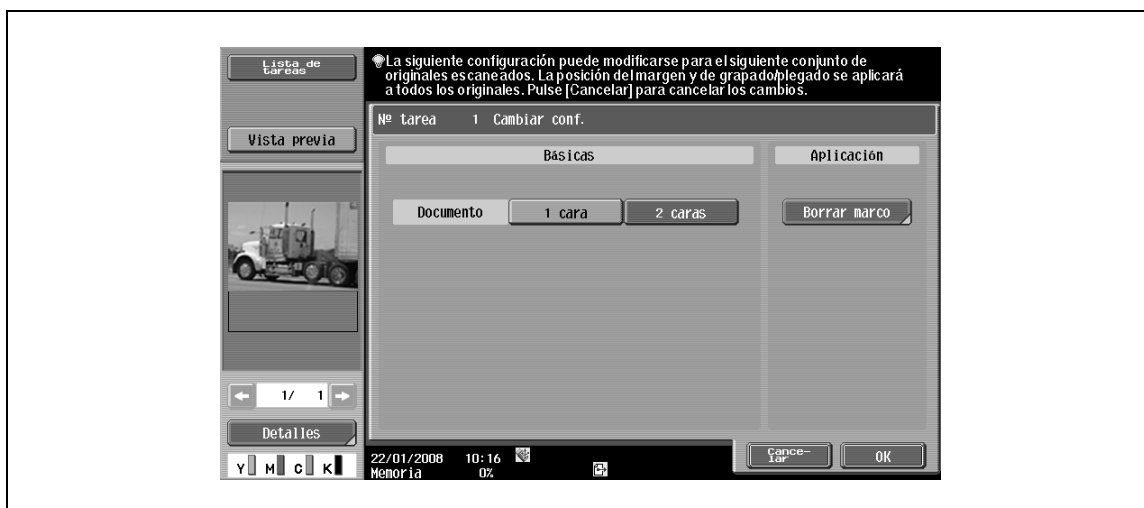 Lista de
tareas
La siguiente configuración puede modificarse para el siguiente conjunto de
originales escaneados. La posición del margen y de grapado/plegado se aplicará
a todos los originales. Pulse [Cancelar] para cancelar los cambios.
Nº tarea 1 Cambiar conf.
Vista previa
Básicas
Aplicación
Documento
1 cara
2 caras
Borrar marco
1/ 1
Detalles
Y M C K
22/01/2008 10:16
Memoria 0%
Cance-
lar
OK